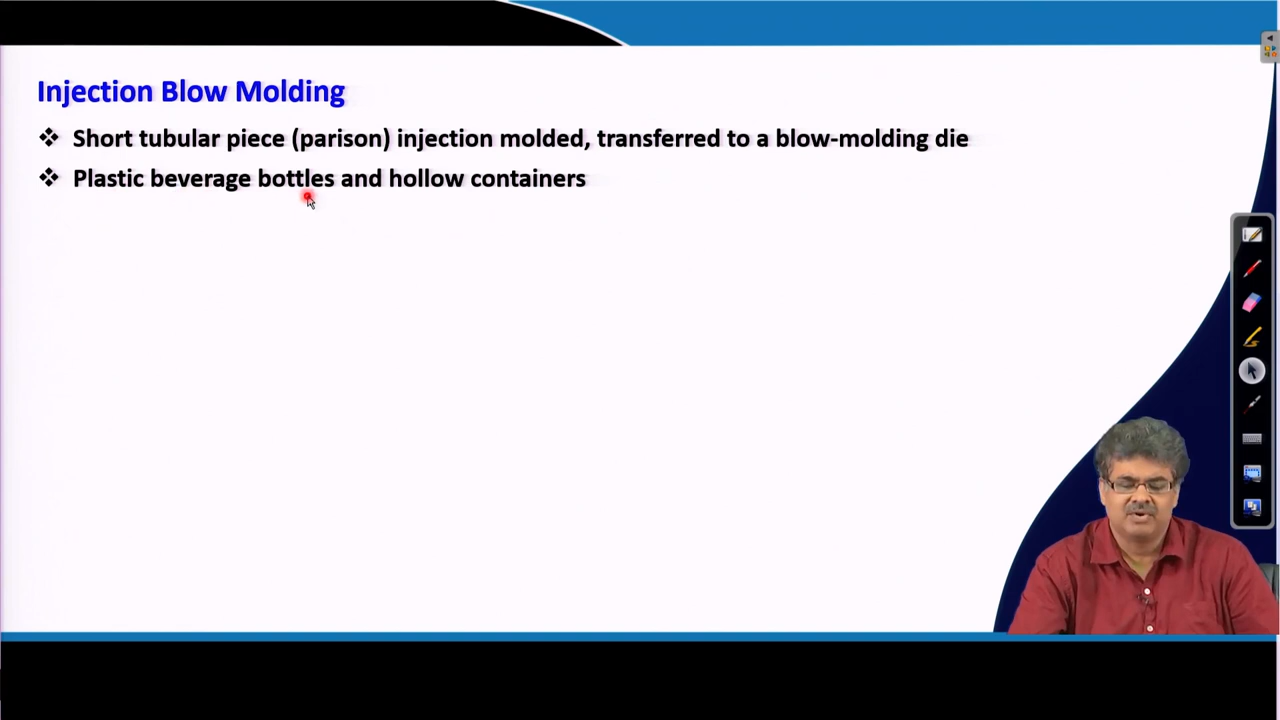 Injection Blow Molding
❖ Short tubular piece (parison) injection molded, transferred to a blow-molding die
❖ Plastic beverage bottles and hollow containers